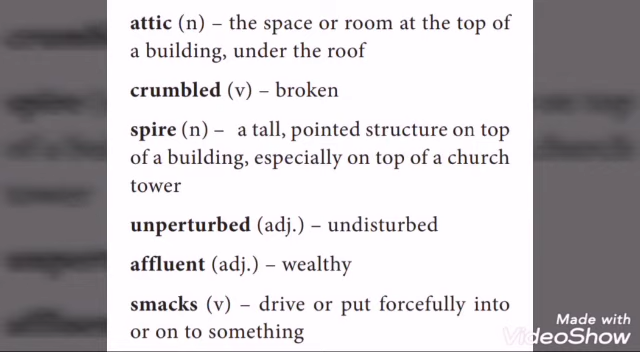 attic (n) – the space or room at the top of
a building, under the roof
crumbled (v) – broken
spire (n) – a tall, pointed structure on top
of a building, especially on top of a church
tower
unperturbed (adj.) – undisturbed
affluent (adj.) – wealthy
smacks (v) – drive or put forcefully into
or on to something
Made with
VideoShow